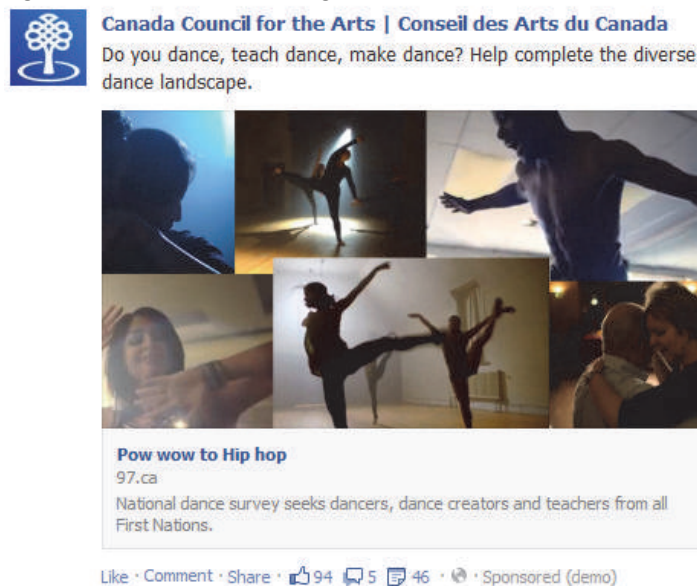 Canada Council for the Arts | Conseil des Arts du Canada
Do you dance, teach dance, make dance? Help complete the diverse
dance landscape.
Pow wow to Hip hop
97.ca
National dance survey seeks dancers, dance creators and teachers from all
First Nations.
Like · Comment · Share · 94 5 46 · · Sponsored (demo)